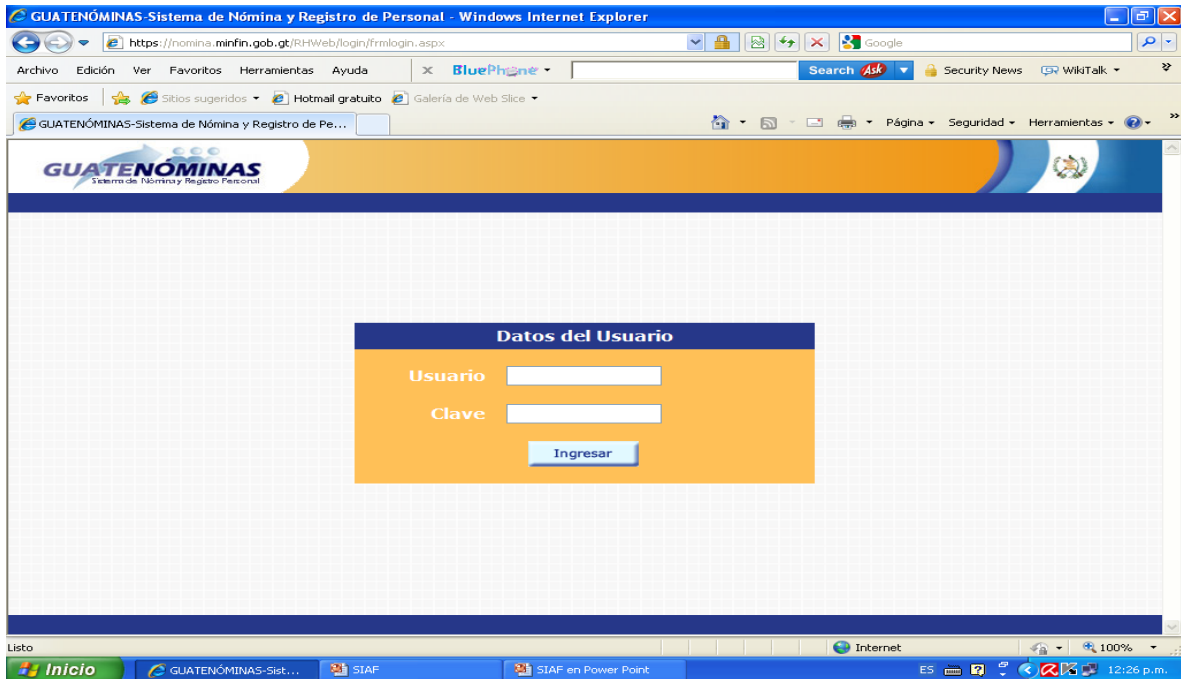 GUATENÓMINAS-Sistema de Nómina y Registro de Personal - Windows Internet Explorer
https://nomina.minfin.gob.gt/RHWeb/login/frmlogin.aspx Google
Archivo Edición Ver Favoritos Herramientas Ayuda x BluePhone Search Ask Security News WikiTalk
Favoritos Sitios sugeridos Hotmail gratuito Galería de Web Slice
GUATENÓMINAS-Sistema de Nómina y Registro de Pe... Página Seguridad Herramientas
GUATENÓMINAS
Sistema de Nómina y Registro Personal
Datos del Usuario
Usuario
Clave
Ingresar
Listo Internet 100%
Inicio GUATENÓMINAS-Sist... SIAF SIAF en Power Point ES 12:26 p.m.